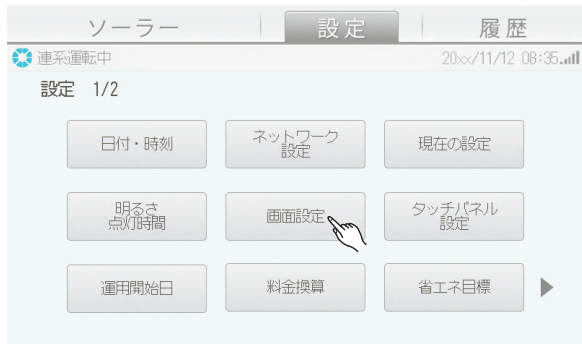 ソーラー 設定 履歴
連系運転中 20××/11/12 08:35
設定 1/2
日付・時刻 ネットワーク設定 現在の設定
明るさ点灯時間 画面設定 タッチパネル設定
運用開始日 料金換算 省エネ目標